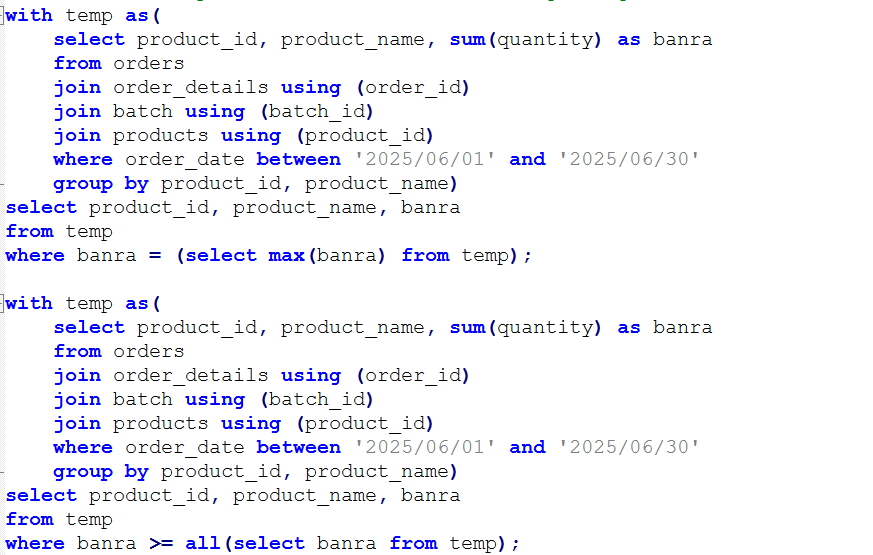 with temp as(
    select product_id, product_name, sum(quantity) as banra
    from orders
    join order_details using (order_id)
    join batch using (batch_id)
    join products using (product_id)
    where order_date between '2025/06/01' and '2025/06/30'
    group by product_id, product_name)
select product_id, product_name, banra
from temp
where banra = (select max(banra) from temp);

with temp as(
    select product_id, product_name, sum(quantity) as banra
    from orders
    join order_details using (order_id)
    join batch using (batch_id)
    join products using (product_id)
    where order_date between '2025/06/01' and '2025/06/30'
    group by product_id, product_name)
select product_id, product_name, banra
from temp
where banra >= all(select banra from temp);